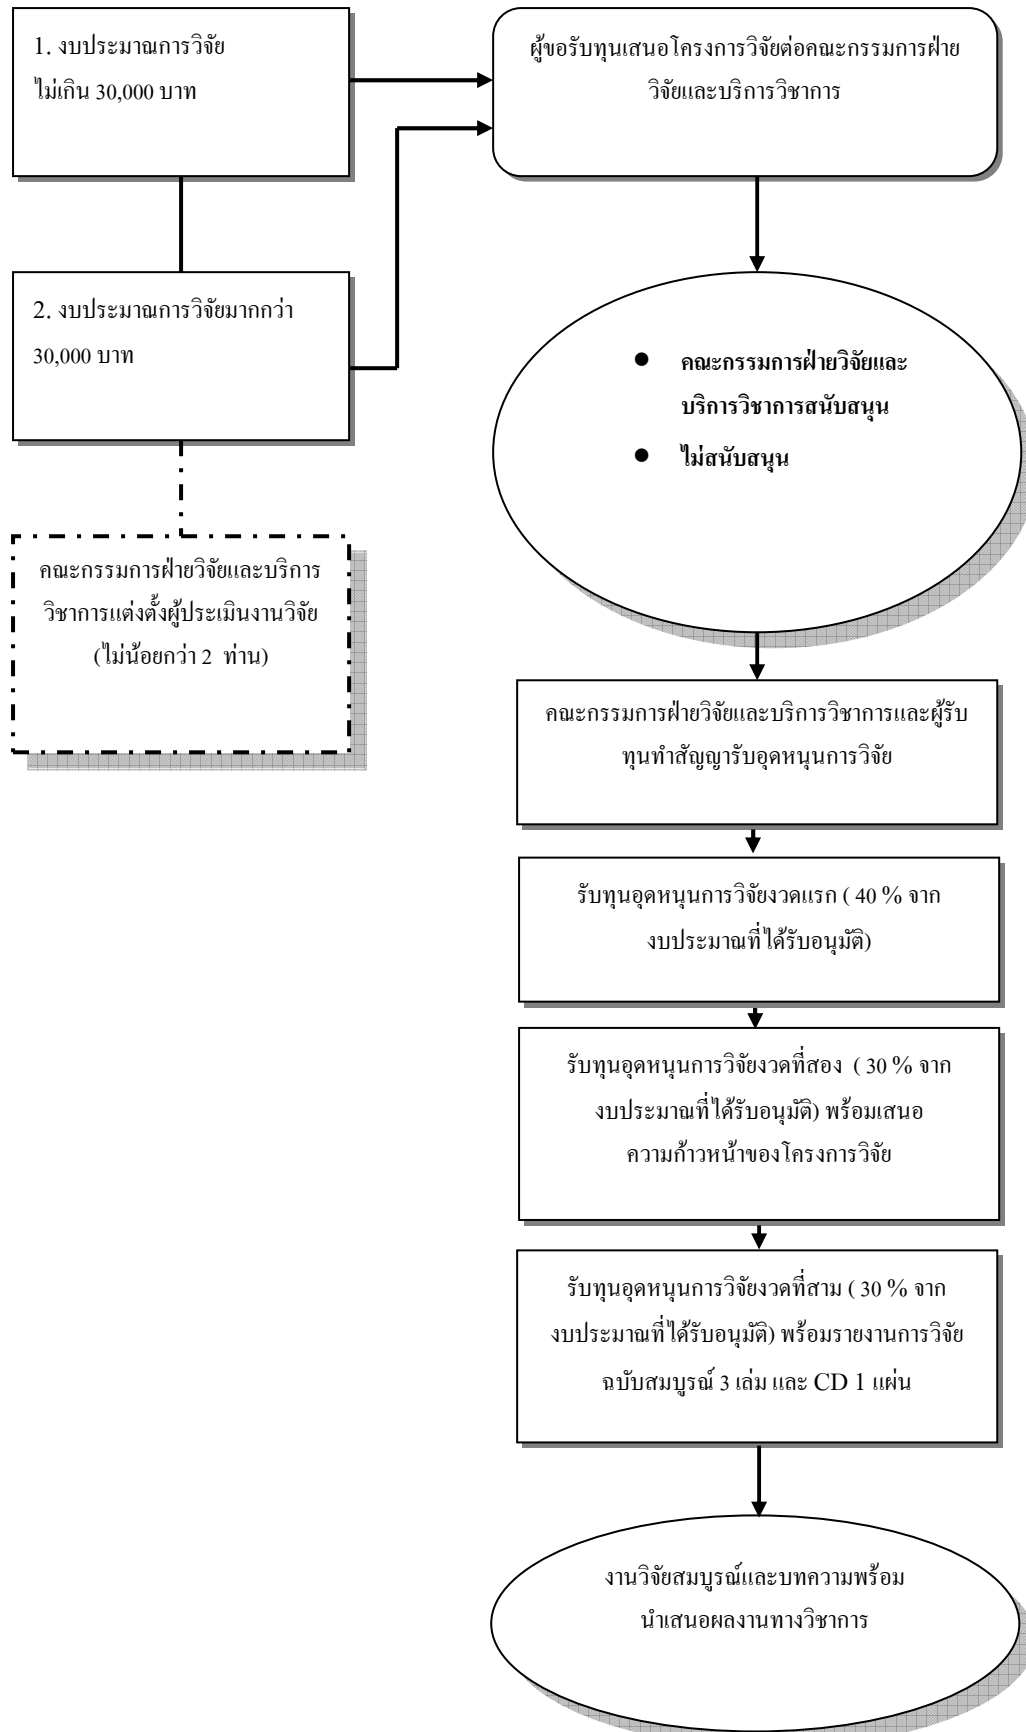 1. งบประมาณการวิจัย
ไม่เกิน 30,000 บาท
ผู้ขอรับทุนเสนอโครงการวิจัยต่อคณะกรรมการฝ่าย
วิจัยและบริการวิชาการ
2. งบประมาณการวิจัยมากกว่า
30,000 บาท
● คณะกรรมการฝ่ายวิจัยและ
บริการวิชาการสนับสนุน
● ไม่สนับสนุน
คณะกรรมการฝ่ายวิจัยและบริการ
วิชาการแต่งตั้งผู้ประเมินงานวิจัย
(ไม่น้อยกว่า 2 ท่าน)
คณะกรรมการฝ่ายวิจัยและบริการวิชาการและผู้รับ
ทุนทำสัญญารับอุดหนุนการวิจัย
รับทุนอุดหนุนการวิจัยงวดแรก ( 40 % จาก
งบประมาณที่ได้รับอนุมัติ)
รับทุนอุดหนุนการวิจัยงวดที่สอง ( 30 % จาก
งบประมาณที่ได้รับอนุมัติ) พร้อมเสนอ
ความก้าวหน้าของโครงการวิจัย
รับทุนอุดหนุนการวิจัยงวดที่สาม ( 30 % จาก
งบประมาณที่ได้รับอนุมัติ) พร้อมรายงานการวิจัย
ฉบับสมบูรณ์ 3 เล่ม และ CD 1 แผ่น
งานวิจัยสมบูรณ์และบทความพร้อม
นำเสนอผลงานทางวิชาการ